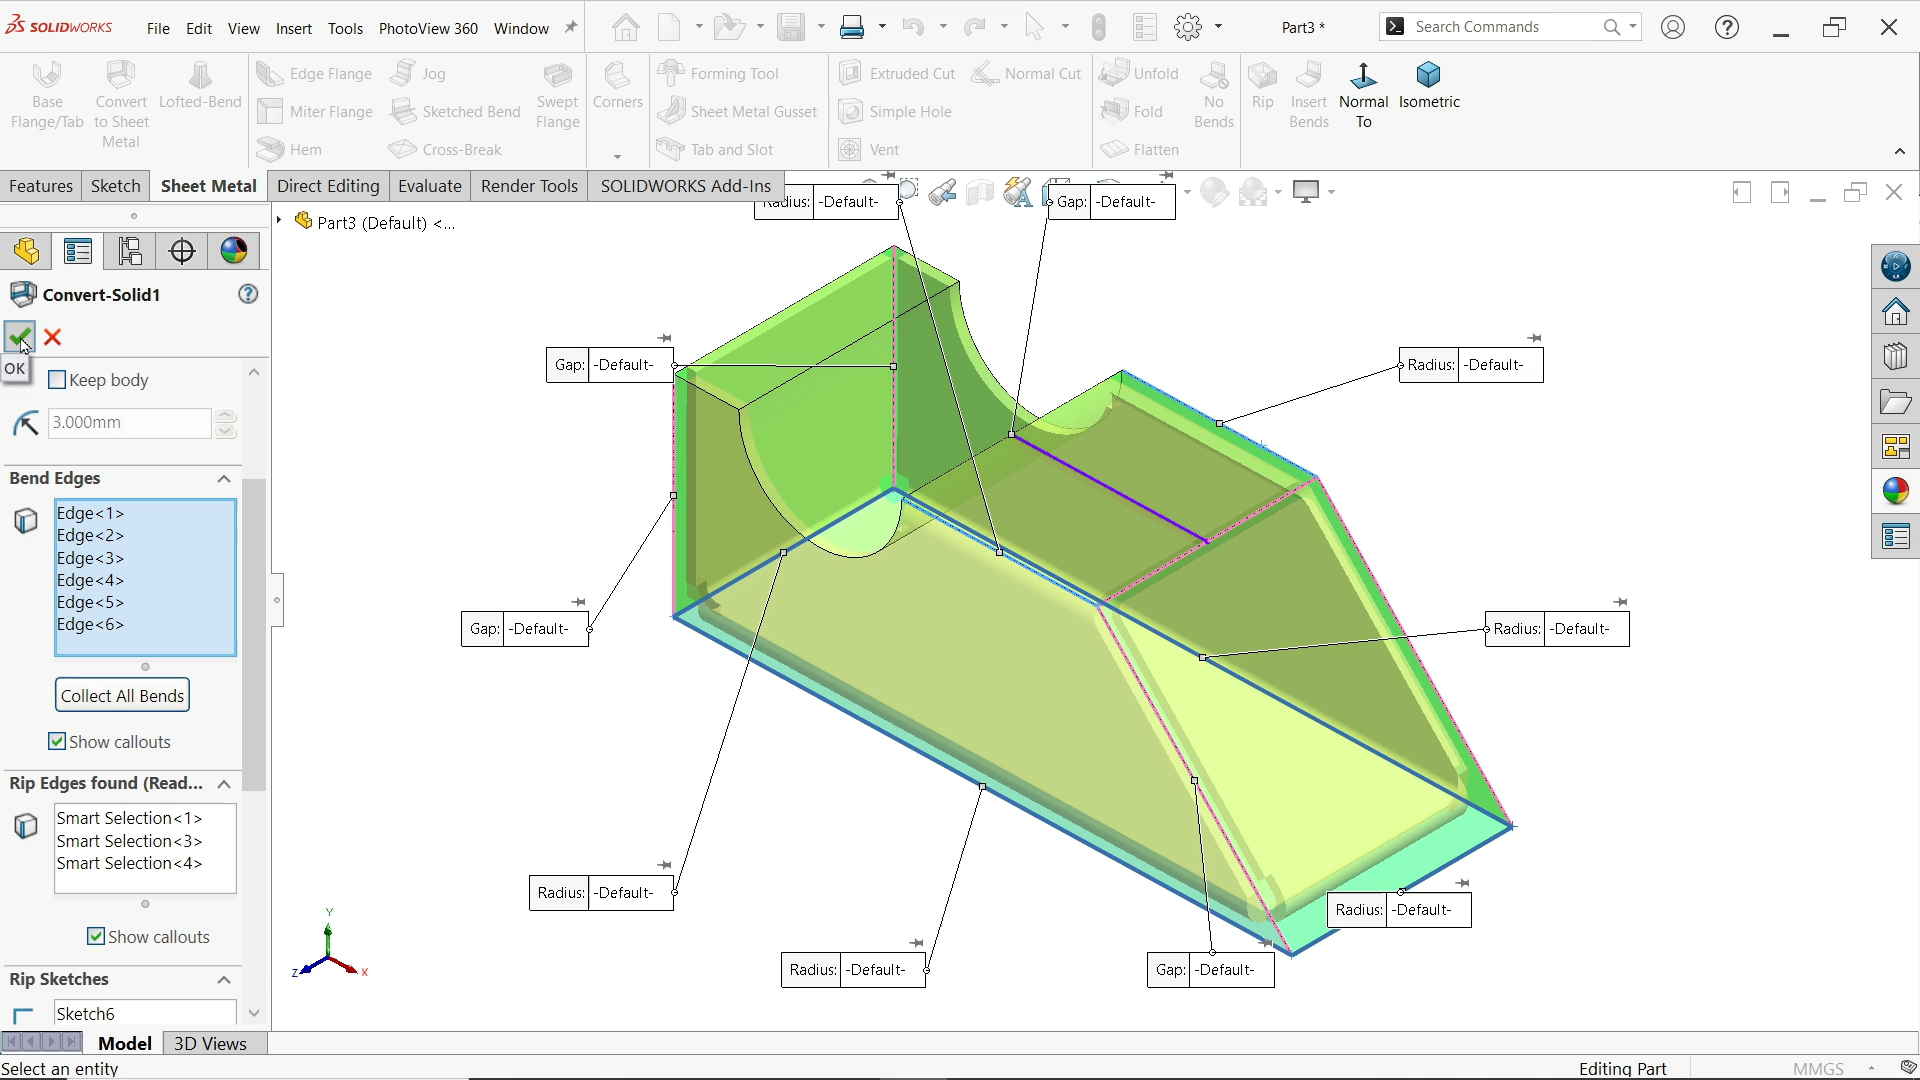 SOLIDWORKS
File Edit View Insert Tools PhotoView 360 Window
Part3 *
Search Commands
Base Flange/Tab
Convert to Sheet Metal
Lofted-Bend
Edge Flange
Miter Flange
Hem
Jog
Sketched Bend
Cross-Break
Swept Flange
Corners
Forming Tool
Sheet Metal Gusset
Tab and Slot
Extruded Cut
Simple Hole
Vent
Normal Cut
Unfold
Fold
Flatten
No Bends
Rip
Insert Bends
Normal To
Isometric
Features Sketch Sheet Metal Direct Editing Evaluate Render Tools SOLIDWORKS Add-Ins
Part3 (Default) <...
Convert-Solid1
OK
Keep body
3.000mm
Bend Edges
Edge<1>
Edge<2>
Edge<3>
Edge<4>
Edge<5>
Edge<6>
Collect All Bends
Show callouts
Rip Edges found (Read...
Smart Selection<1>
Smart Selection<3>
Smart Selection<4>
Show callouts
Rip Sketches
Sketch6
Radius: -Default-
Gap: -Default-
Gap: -Default-
Radius: -Default-
Gap: -Default-
Radius: -Default-
Radius: -Default-
Radius: -Default-
Radius: -Default-
Gap: -Default-
Y
Z
X
Model 3D Views
Select an entity
Editing Part
MMGS